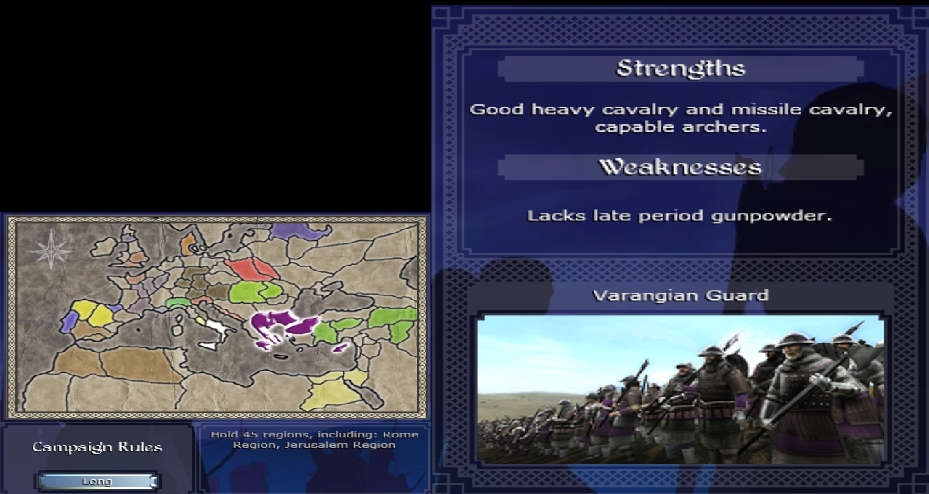 Strengths
Good heavy cavalry and missile cavalry,
capable archers.
Weaknesses
Lacks late period gunpowder.
Varangian Guard
Campaign Rules
Long
Hold 45 regions, including: Rome
Region, Jerusalem Region